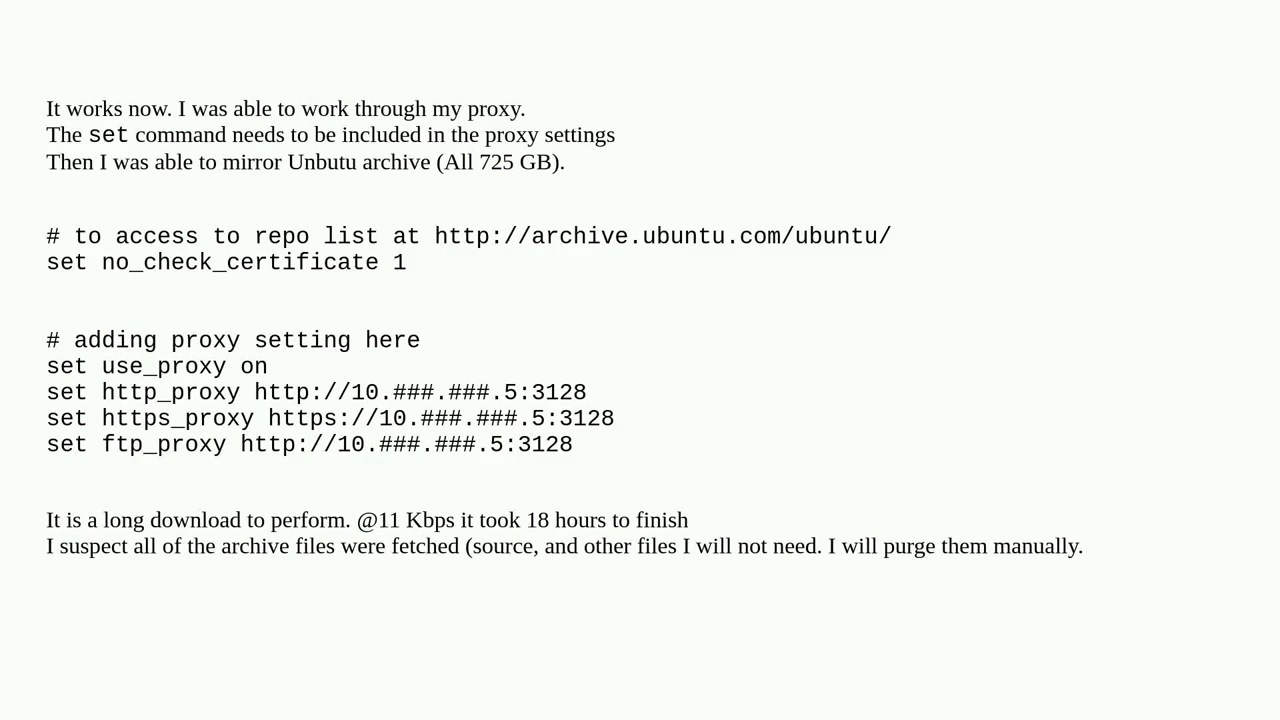 It works now. I was able to work through my proxy.
The set command needs to be included in the proxy settings
Then I was able to mirror Unbutu archive (All 725 GB).
# to access to repo list at http://archive.ubuntu.com/ubuntu/
set no_check_certificate 1
# adding proxy setting here
set use_proxy on
set http_proxy http://10.###.###.5:3128
set https_proxy https://10.###.###.5:3128
set ftp_proxy http://10.###.###.5:3128
It is a long download to perform. @11 Kbps it took 18 hours to finish
I suspect all of the archive files were fetched (source, and other files I will not need. I will purge them manually.